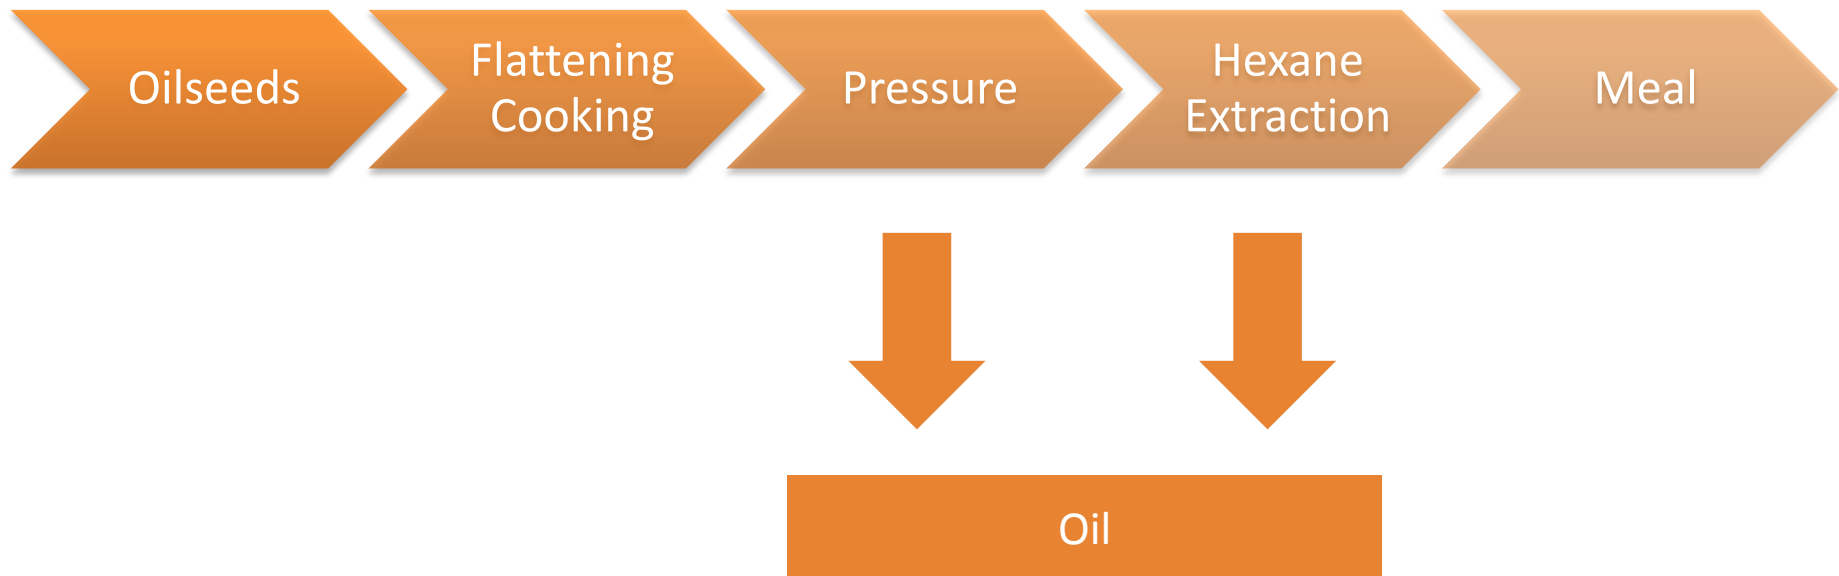 Oilseeds
Flattening
Cooking
Pressure
Hexane
Extraction
Meal
Oil